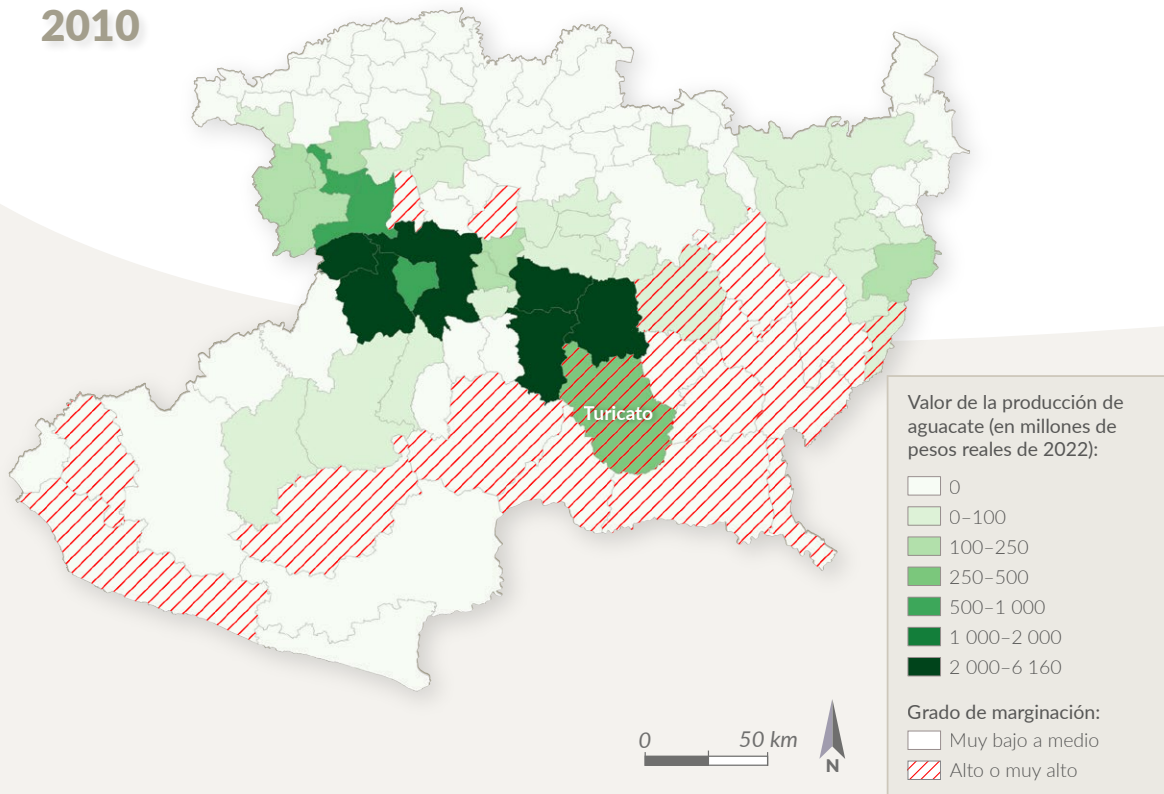 2010
Turicato
Valor de la producción de
aguacate (en millones de
pesos reales de 2022):
0
0–100
100–250
250–500
500–1 000
1 000–2 000
2 000–6 160
Grado de marginación:
Muy bajo a medio
Alto o muy alto
0 50 km
N